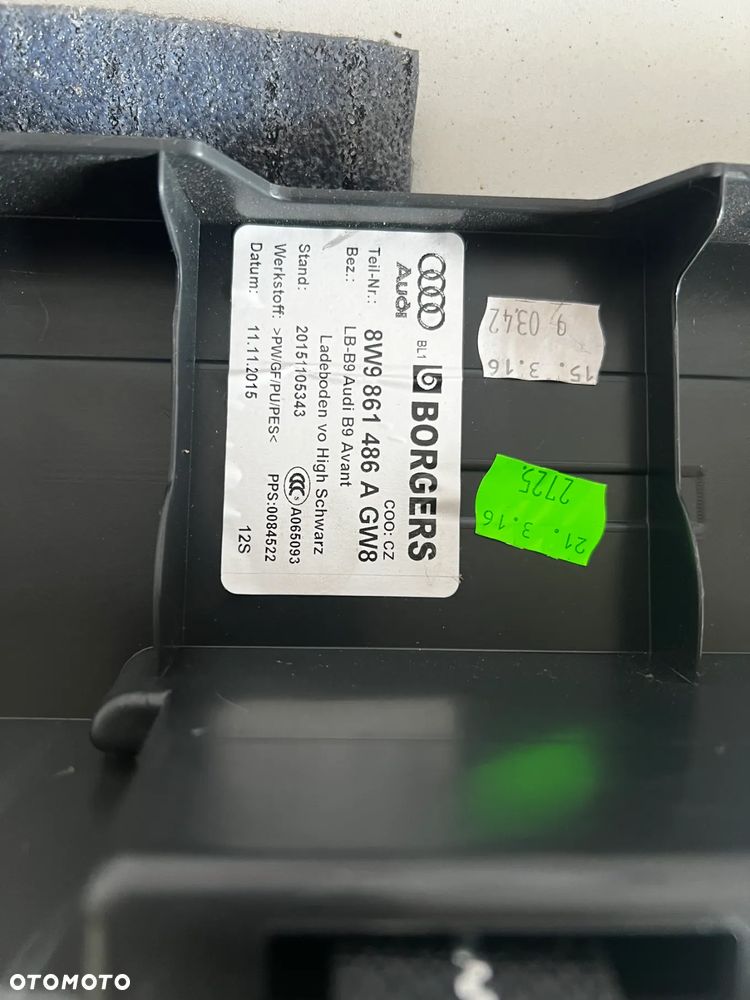 Audi BL1 BORGERS
COO: CZ
Teil-Nr.: 8W9 861 486 A GW8
Bez.: LB-B9 Audi B9 Avant
Ladeboden vo High Schwarz
Stand: 20151105343 CCC S A065093
Werkstoff: >PW/GF/PU/PES< PPS:0084522
Datum: 11.11.2015 12S
15. 3.16
9 0342
21. 3.16
2725.
OTOMOTO